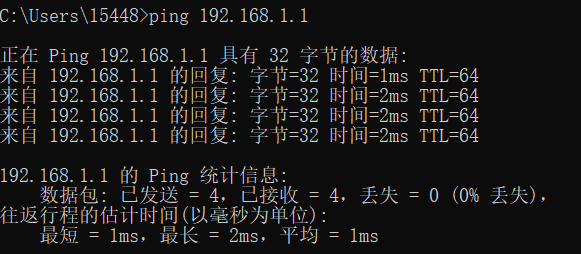 C:\Users\15448>ping 192.168.1.1
正在 Ping 192.168.1.1 具有 32 字节的数据:
来自 192.168.1.1 的回复: 字节=32 时间=1ms TTL=64
来自 192.168.1.1 的回复: 字节=32 时间=2ms TTL=64
来自 192.168.1.1 的回复: 字节=32 时间=2ms TTL=64
来自 192.168.1.1 的回复: 字节=32 时间=2ms TTL=64
192.168.1.1 的 Ping 统计信息:
数据包: 已发送 = 4，已接收 = 4，丢失 = 0 (0% 丢失)，
往返行程的估计时间(以毫秒为单位):
最短 = 1ms，最长 = 2ms，平均 = 1ms